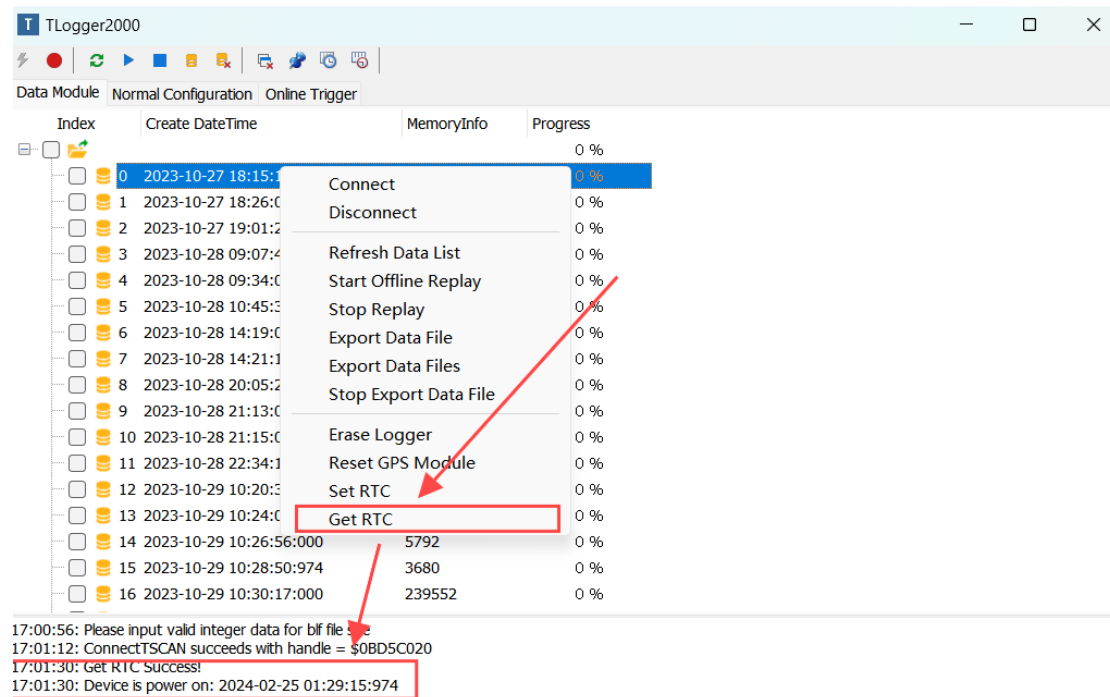 T TLogger2000
Data Module Normal Configuration Online Trigger
Index Create DateTime MemoryInfo Progress
0 %
0 2023-10-27 18:15:1 0 %
1 2023-10-27 18:26:0 0 %
2 2023-10-27 19:01:2 0 %
3 2023-10-28 09:07:4 0 %
4 2023-10-28 09:34:0 0 %
5 2023-10-28 10:45:3 0 %
6 2023-10-28 14:19:0 0 %
7 2023-10-28 14:21:1 0 %
8 2023-10-28 20:05:2 0 %
9 2023-10-28 21:13:0 0 %
10 2023-10-28 21:15:0 0 %
11 2023-10-28 22:34:1 0 %
12 2023-10-29 10:20:3 0 %
13 2023-10-29 10:24:0 0 %
14 2023-10-29 10:26:56:000 5792 0 %
15 2023-10-29 10:28:50:974 3680 0 %
16 2023-10-29 10:30:17:000 239552 0 %
Connect
Disconnect
Refresh Data List
Start Offline Replay
Stop Replay
Export Data File
Export Data Files
Stop Export Data File
Erase Logger
Reset GPS Module
Set RTC
Get RTC
17:00:56: Please input valid integer data for blf file size
17:01:12: ConnectTSCAN succeeds with handle = $0BD5C020
17:01:30: Get RTC Success!
17:01:30: Device is power on: 2024-02-25 01:29:15:974